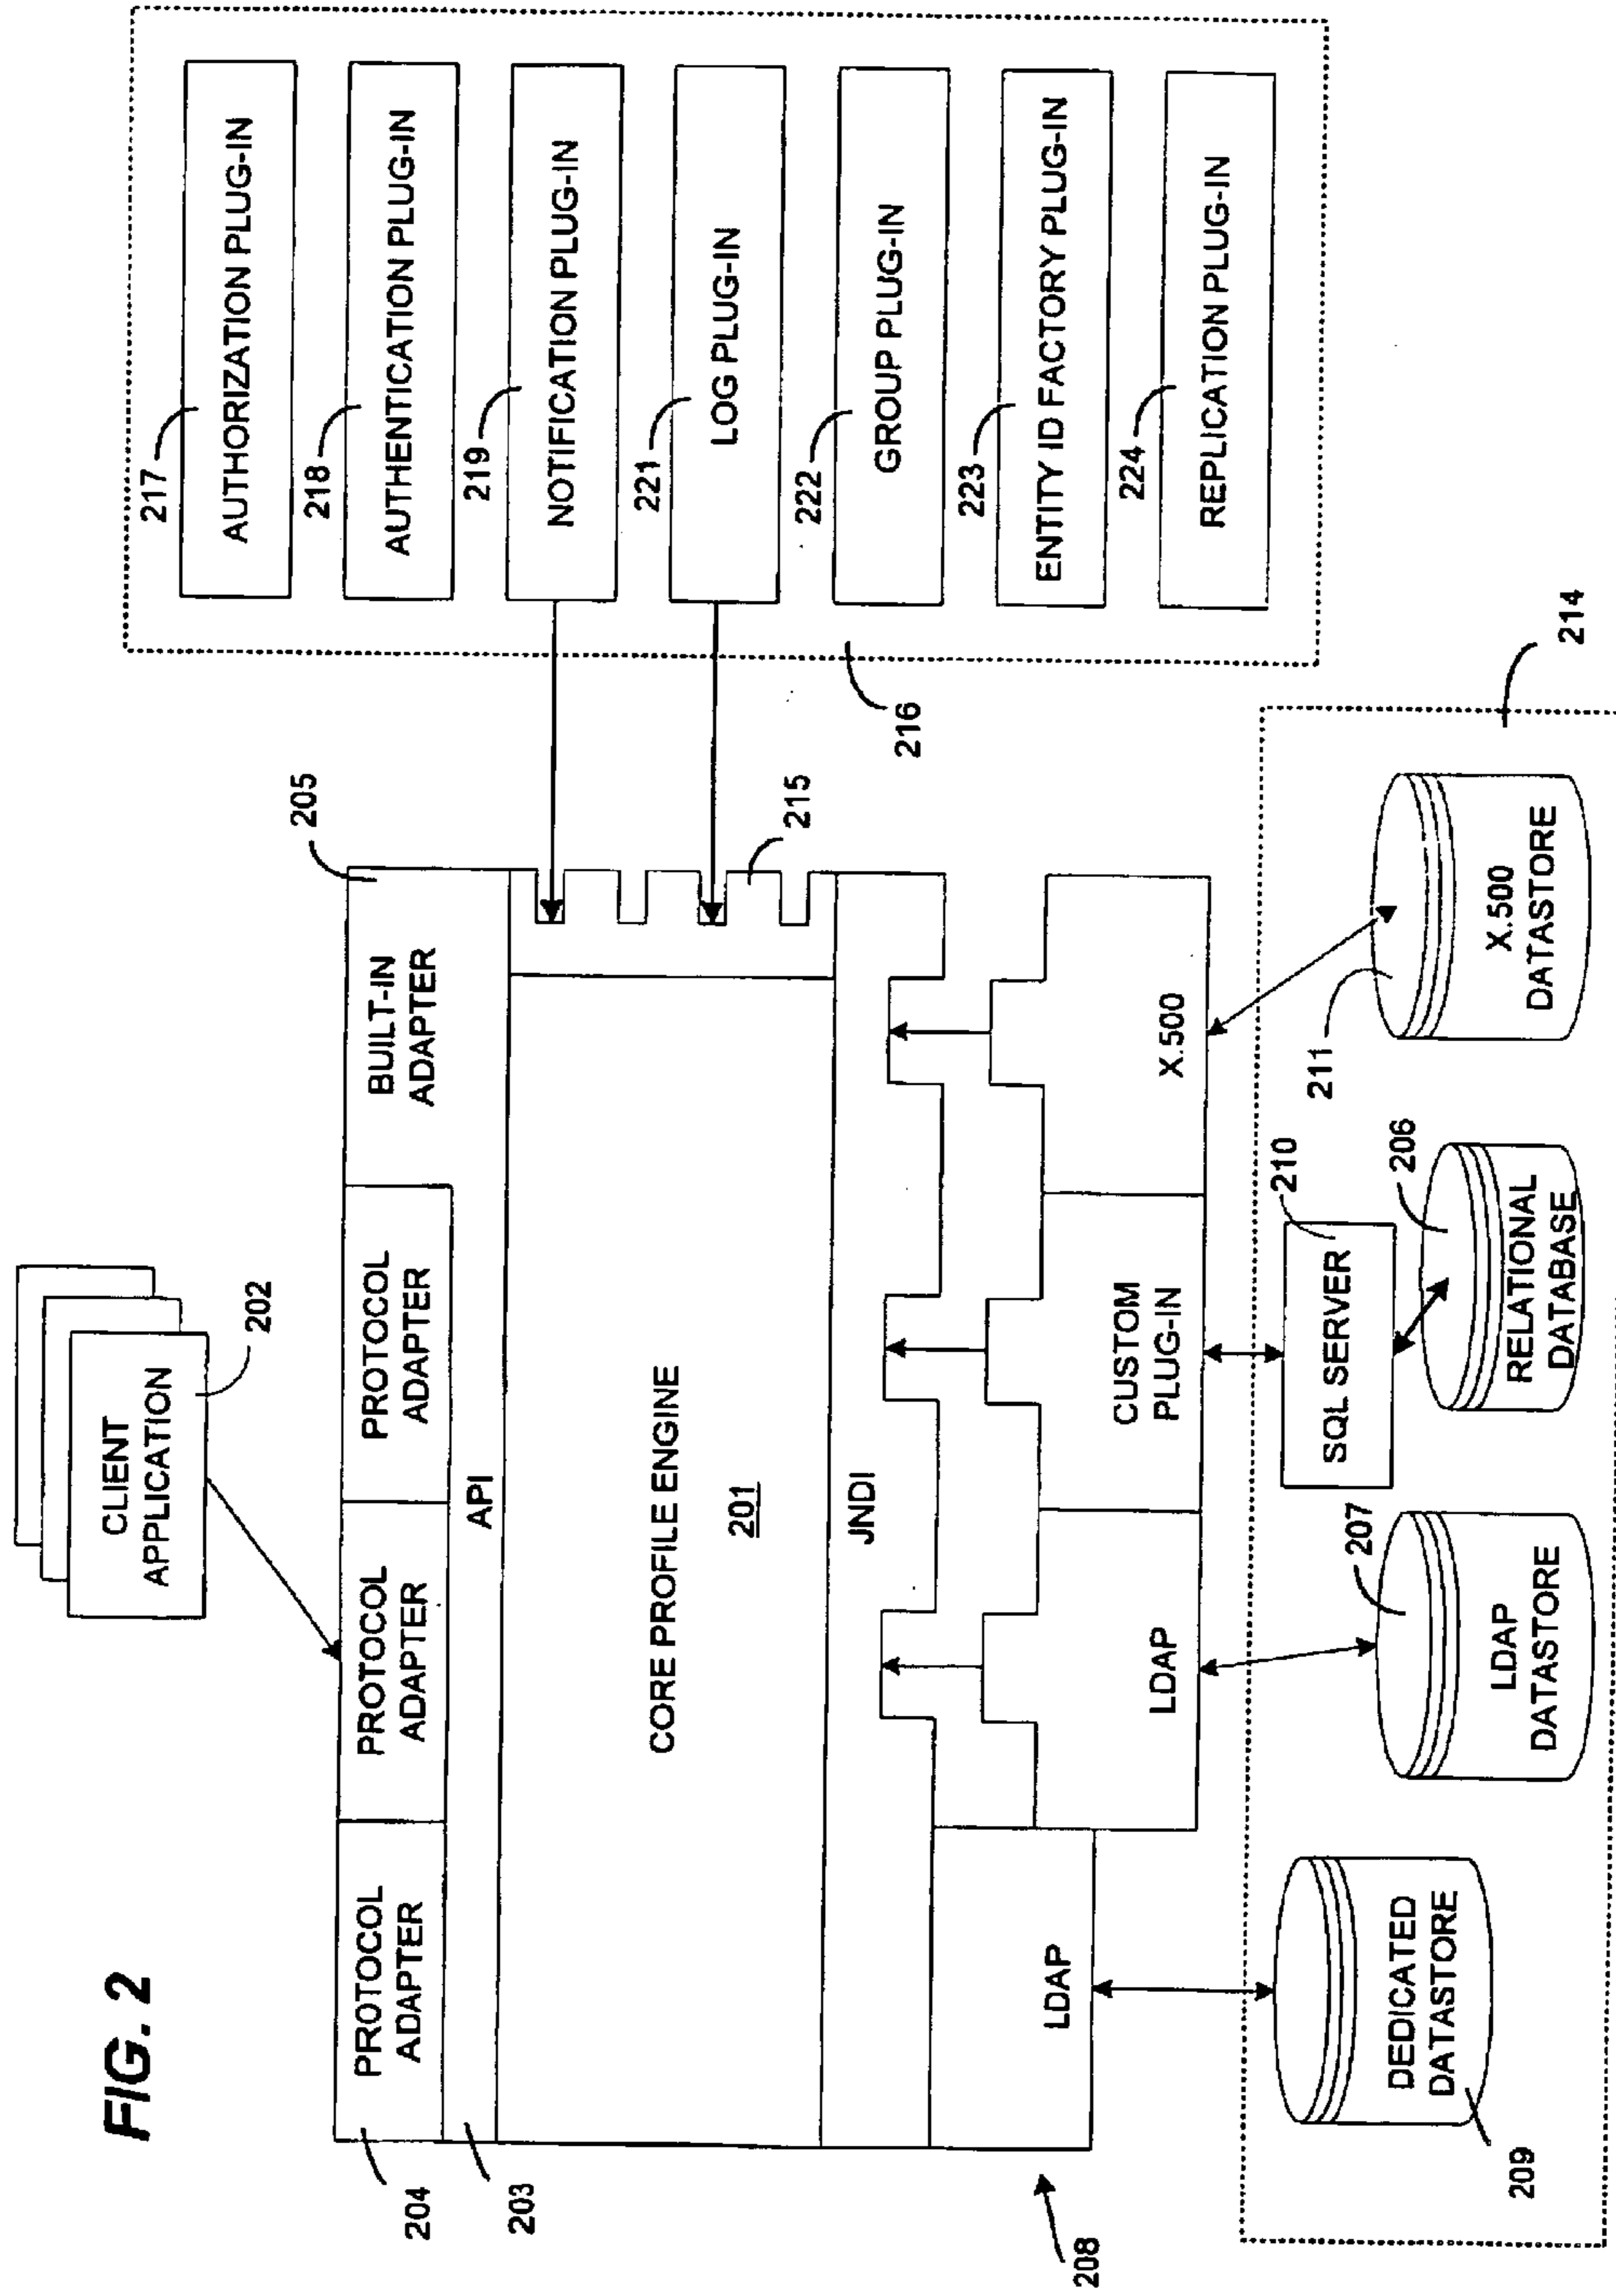 FIG. 2
CLIENT
APPLICATION
202
204
203
PROTOCOL
ADAPTER
PROTOCOL
ADAPTER
PROTOCOL
ADAPTER
BUILT-IN
ADAPTER
205
API
CORE PROFILE ENGINE
201
215
JNDI
208
LDAP
LDAP
CUSTOM
PLUG-IN
X.500
217
AUTHORIZATION PLUG-IN
218
AUTHENTICATION PLUG-IN
219
NOTIFICATION PLUG-IN
221
LOG PLUG-IN
222
GROUP PLUG-IN
223
ENTITY ID FACTORY PLUG-IN
224
REPLICATION PLUG-IN
216
214
209
DEDICATED
DATASTORE
207
LDAP
DATASTORE
210
SQL SERVER
206
RELATIONAL
DATABASE
211
X.500
DATASTORE